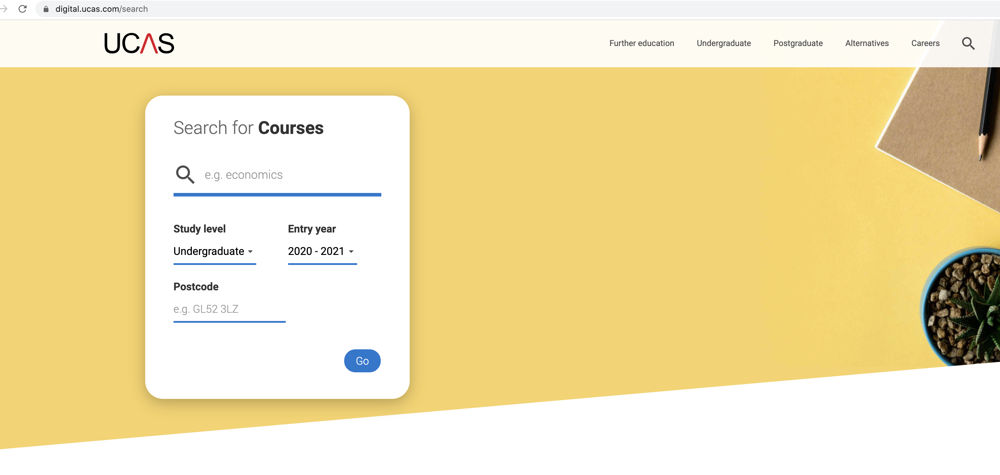 digital.ucas.com/search
UCAS
Further education Undergraduate Postgraduate Alternatives Careers
Search for Courses
e.g. economics
Study level Entry year
Undergraduate 2020 - 2021
Postcode
e.g. GL52 3LZ
Go